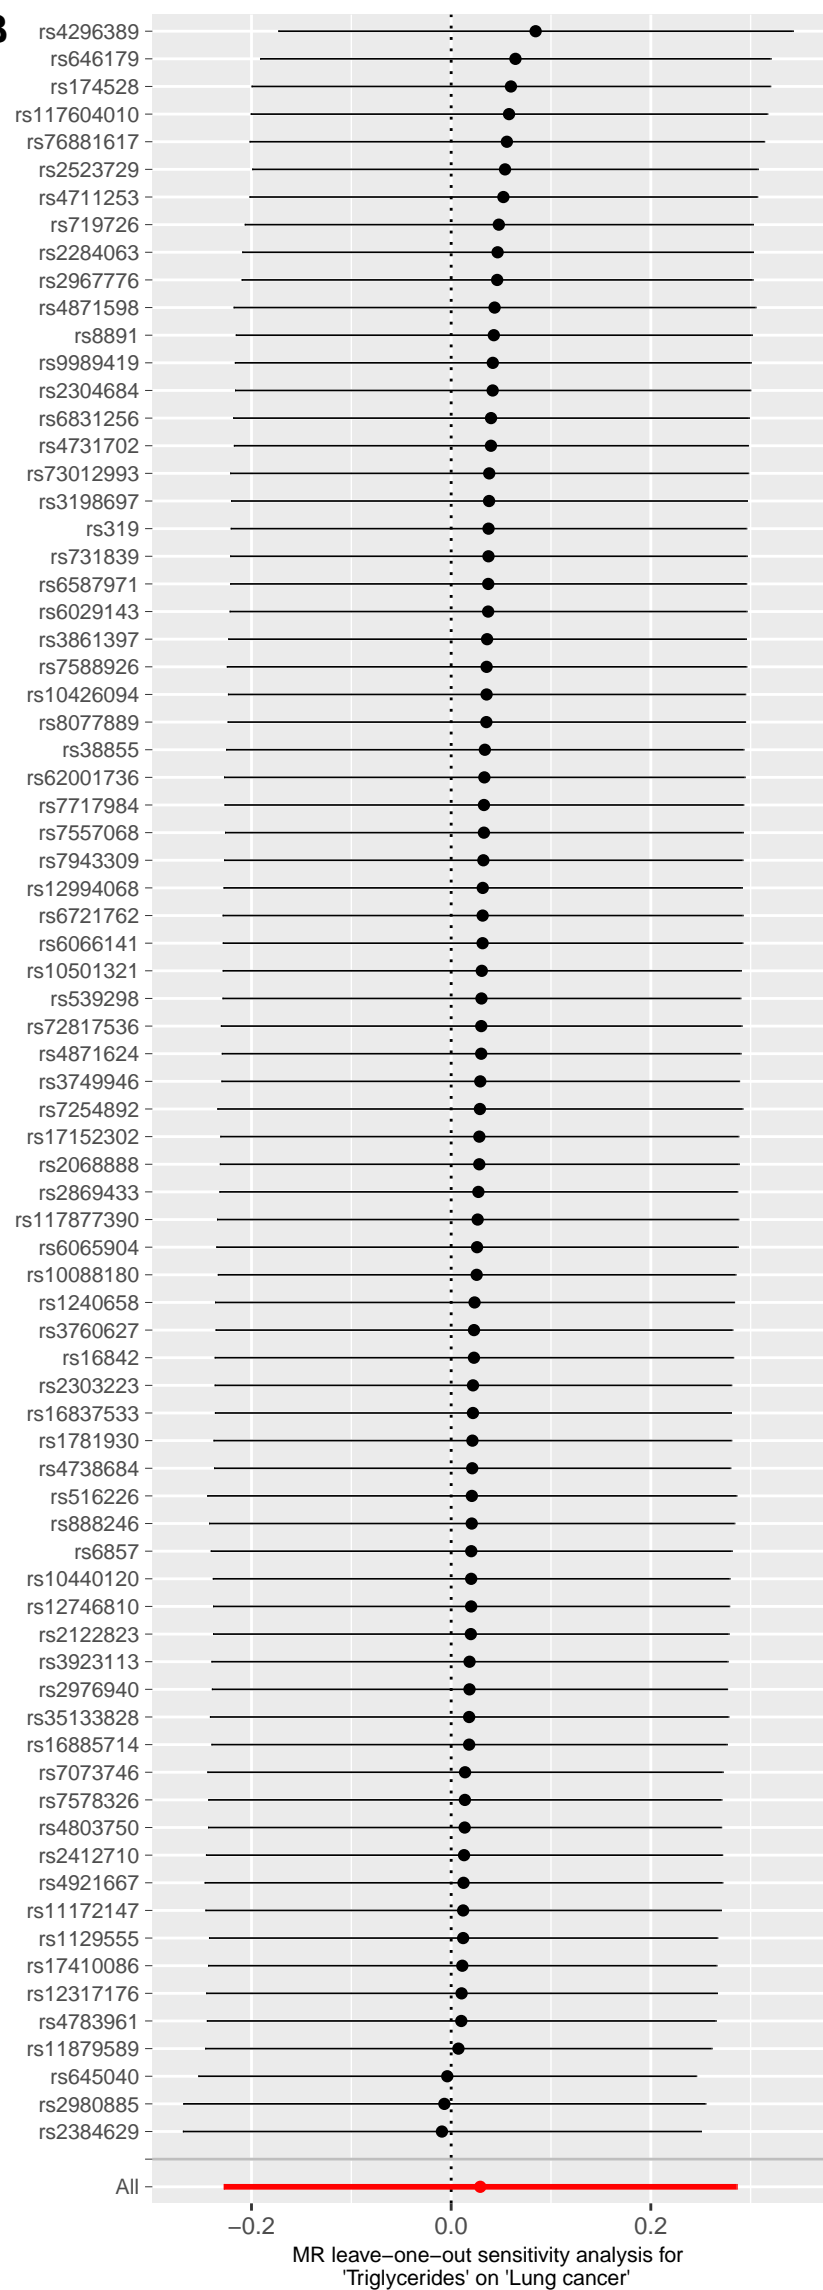 B
rs4296389
rs646179
rs174528
rs117604010
rs76881617
rs2523729
rs4711253
rs719726
rs2284063
rs2967776
rs4871598
rs8891
rs9989419
rs2304684
rs6831256
rs4731702
rs73012993
rs3198697
rs319
rs731839
rs6587971
rs6029143
rs3861397
rs7588926
rs10426094
rs8077889
rs38855
rs62001736
rs7717984
rs7557068
rs7943309
rs12994068
rs6721762
rs6066141
rs10501321
rs539298
rs72817536
rs4871624
rs3749946
rs7254892
rs17152302
rs2068888
rs2869433
rs117877390
rs6065904
rs10088180
rs1240658
rs3760627
rs16842
rs2303223
rs16837533
rs1781930
rs4738684
rs516226
rs888246
rs6857
rs10440120
rs12746810
rs2122823
rs3923113
rs2976940
rs35133828
rs16885714
rs7073746
rs7578326
rs4803750
rs2412710
rs4921667
rs11172147
rs1129555
rs17410086
rs12317176
rs4783961
rs11879589
rs645040
rs2980885
rs2384629
All
−0.2 0.0 0.2
MR leave−one−out sensitivity analysis for
'Triglycerides' on 'Lung cancer'